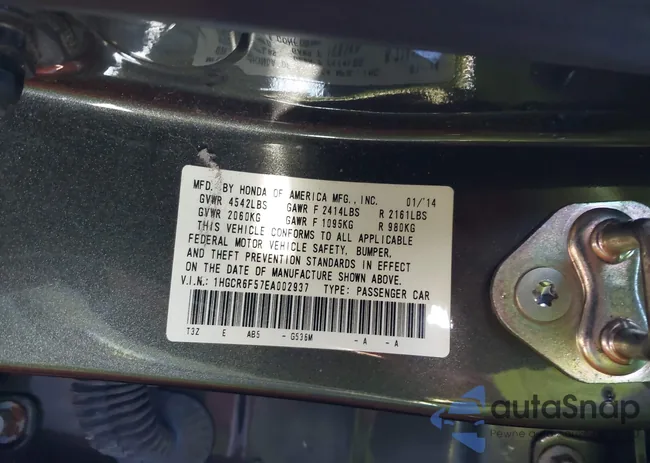 MFD. BY HONDA OF AMERICA MFG., INC. 01/'14
GVWR 4542LBS GAWR F 2414LBS R 2161LBS
GVWR 2060KG GAWR F 1095KG R 980KG
THIS VEHICLE CONFORMS TO ALL APPLICABLE
FEDERAL MOTOR VEHICLE SAFETY, BUMPER,
AND THEFT PREVENTION STANDARDS IN EFFECT
ON THE DATE OF MANUFACTURE SHOWN ABOVE.
V.I.N.: 1HGCR6F57EA002937 TYPE: PASSENGER CAR
T3Z E AB5 - G536M - A - A
autoSnap